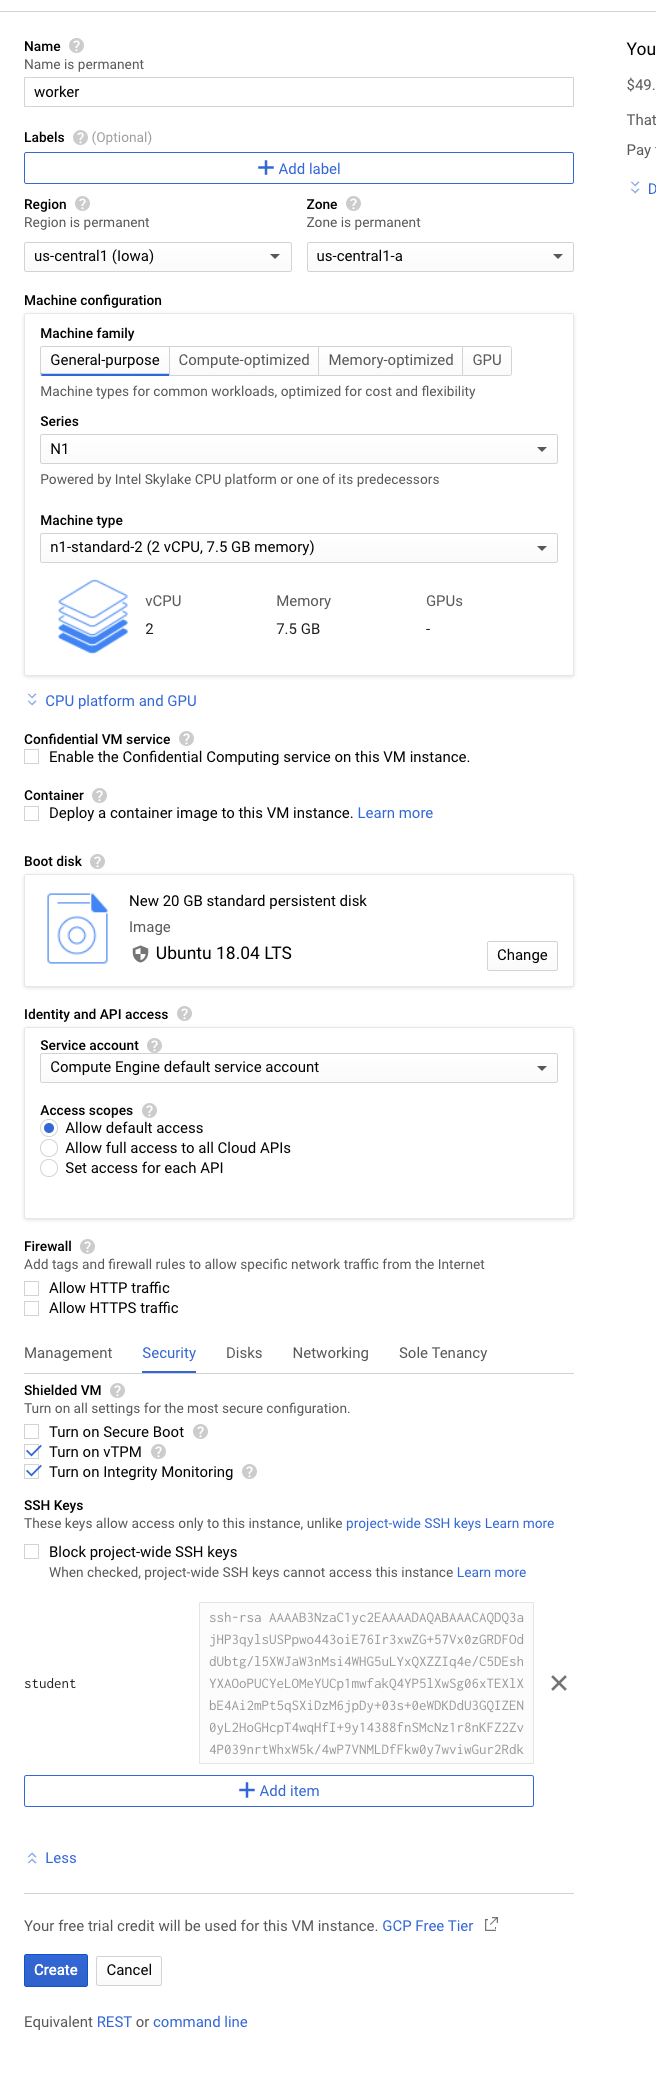 Name
Name is permanent
worker
Labels (Optional)
Add label
Region
Region is permanent
us-central1 (Iowa)
Zone
Zone is permanent
us-central1-a
Machine configuration
Machine family
General-purpose Compute-optimized Memory-optimized GPU
Machine types for common workloads, optimized for cost and flexibility
Series
N1
Powered by Intel Skylake CPU platform or one of its predecessors
Machine type
n1-standard-2 (2 vCPU, 7.5 GB memory)
vCPU Memory GPUs
2 7.5 GB -
CPU platform and GPU
Confidential VM service
Enable the Confidential Computing service on this VM instance.
Container
Deploy a container image to this VM instance. Learn more
Boot disk
New 20 GB standard persistent disk
Image
Ubuntu 18.04 LTS
Change
Identity and API access
Service account
Compute Engine default service account
Access scopes
Allow default access
Allow full access to all Cloud APIs
Set access for each API
Firewall
Add tags and firewall rules to allow specific network traffic from the Internet
Allow HTTP traffic
Allow HTTPS traffic
Management Security Disks Networking Sole Tenancy
Shielded VM
Turn on all settings for the most secure configuration.
Turn on Secure Boot
Turn on vTPM
Turn on Integrity Monitoring
SSH Keys
These keys allow access only to this instance, unlike project-wide SSH keys Learn more
Block project-wide SSH keys
When checked, project-wide SSH keys cannot access this instance Learn more
student
ssh-rsa AAAAB3NzaC1yc2EAAAADAQABAAACAQDQ3a
jHP3qylsUSPpwo443oiE76Ir3xwZG+57Vx0zGRDFOd
dUbtg/l5XWJaW3nMsi4WHG5uLYxQXZZIq4e/C5DEsh
YXAOoPUCYeLOMeYUCp1mwfakQ4YP5lXwSg06xTEXlX
bE4Ai2mPt5qSXiDzM6jpDy+03s+0eWDKDdU3GQIZEN
0yL2HoGHcpT4wqHfI+9y14388fnSMcNz1r8nKFZ2Zv
4P039nrtWhxW5k/4wP7VNMLDfFkw0y7wviwGur2Rdk
Add item
Less
Your free trial credit will be used for this VM instance. GCP Free Tier
Create Cancel
Equivalent REST or command line
You
$49.
That
Pay
D